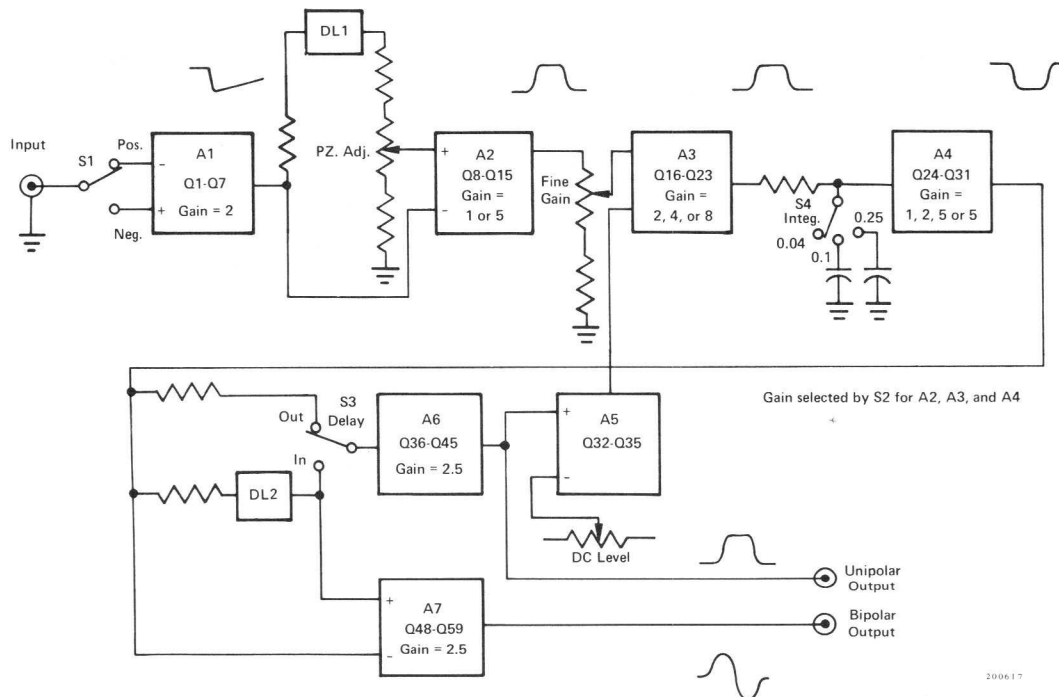 DL1
Input
S1
Pos.
Neg.
-
+
A1
Q1-Q7
Gain = 2
PZ. Adj.
+
-
A2
Q8-Q15
Gain =
1 or 5
Fine
Gain
A3
Q16-Q23
Gain =
2, 4, or 8
S4
Integ.
0.04
0.1
0.25
A4
Q24-Q31
Gain =
1, 2, 5 or 5
Gain selected by S2 for A2, A3, and A4
Out
S3
Delay
In
A6
Q36-Q45
Gain = 2.5
+
-
A5
Q32-Q35
DC Level
DL2
+
-
A7
Q48-Q59
Gain = 2.5
Unipolar
Output
Bipolar
Output
200617